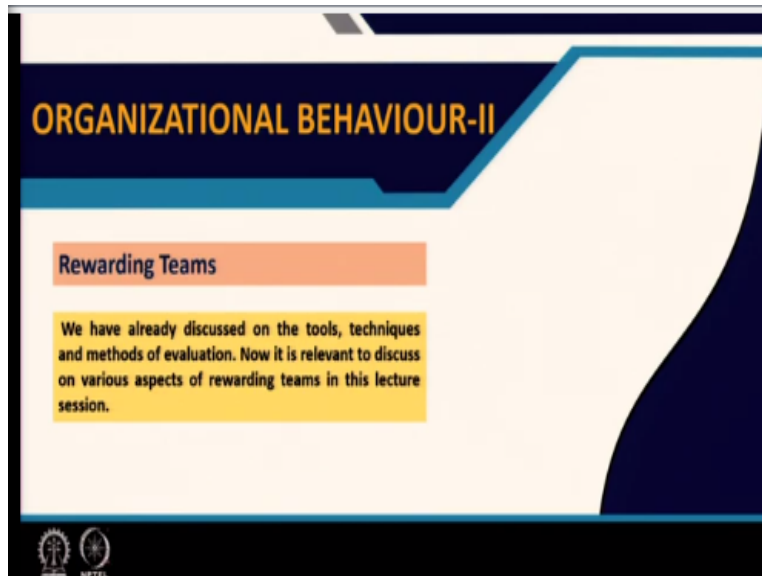 ORGANIZATIONAL BEHAVIOUR-II
Rewarding Teams
We have already discussed on the tools, techniques
and methods of evaluation. Now it is relevant to discuss
on various aspects of rewarding teams in this lecture
session.
NPTEL